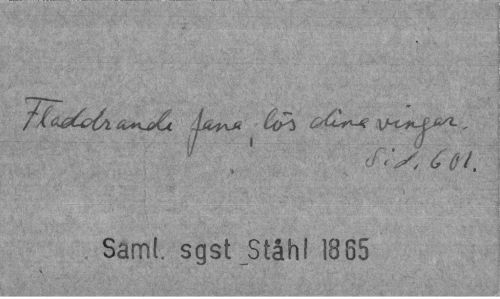 Fladdrande fana, lös dina vingar.
Sid. 601.
Saml. sgst Ståhl 1865